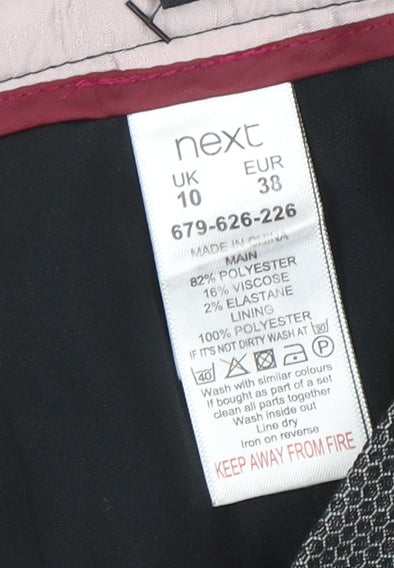 next
UK EUR
10 38
679-626-226
MADE IN CHINA
MAIN
82% POLYESTER
16% VISCOSE
2% ELASTANE
LINING
100% POLYESTER
IF IT'S NOT DIRTY WASH AT 30
40 P
Wash with similar colours
If bought as part of a set
clean all parts together
Wash inside out
Line dry
Iron on reverse
KEEP AWAY FROM FIRE